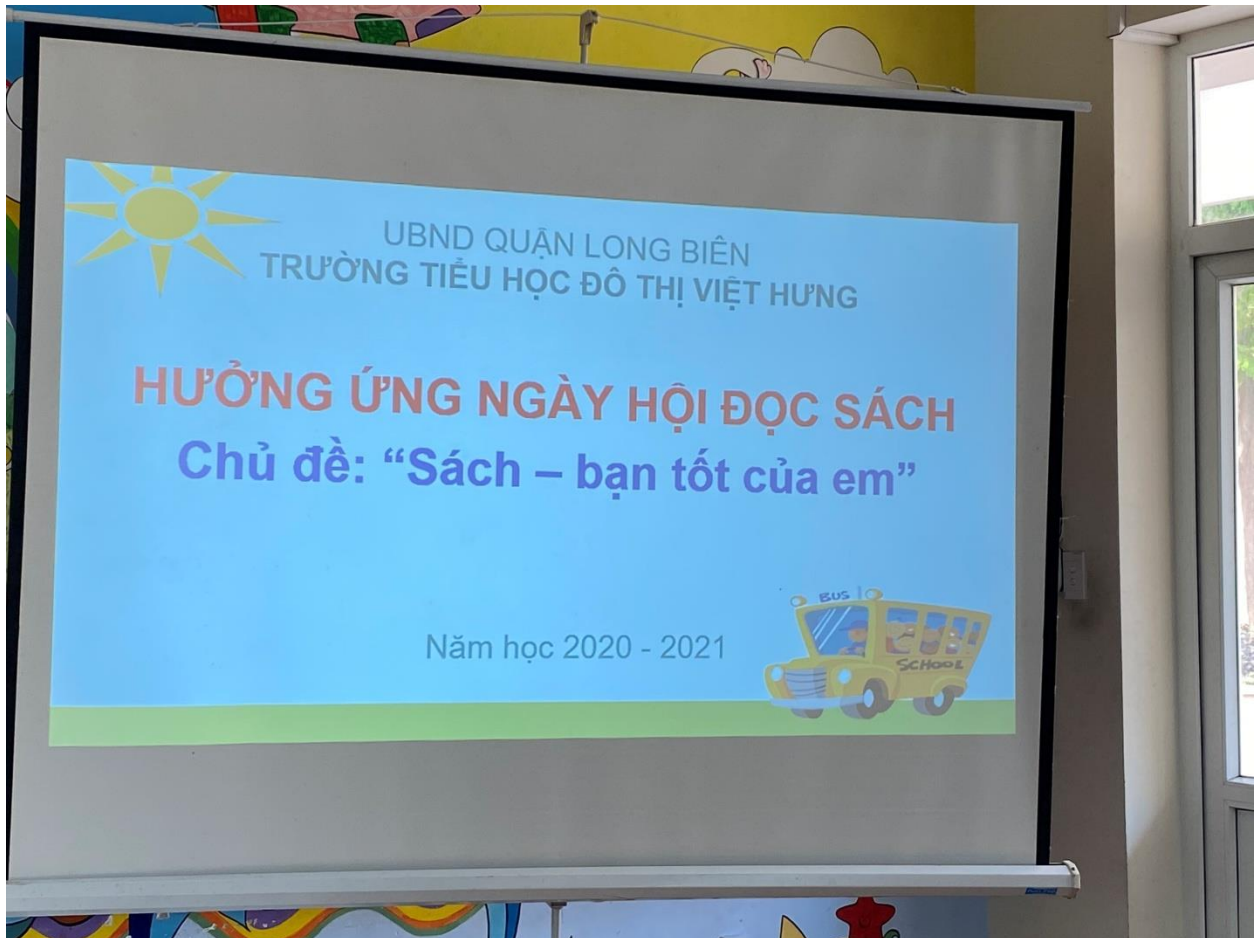 UBND QUẬN LONG BIÊN
TRƯỜNG TIỂU HỌC ĐÔ THỊ VIỆT HƯNG
HƯỞNG ỨNG NGÀY HỘI ĐỌC SÁCH
Chủ đề: “Sách – bạn tốt của em”
Năm học 2020 - 2021
BUS
SCHOOL